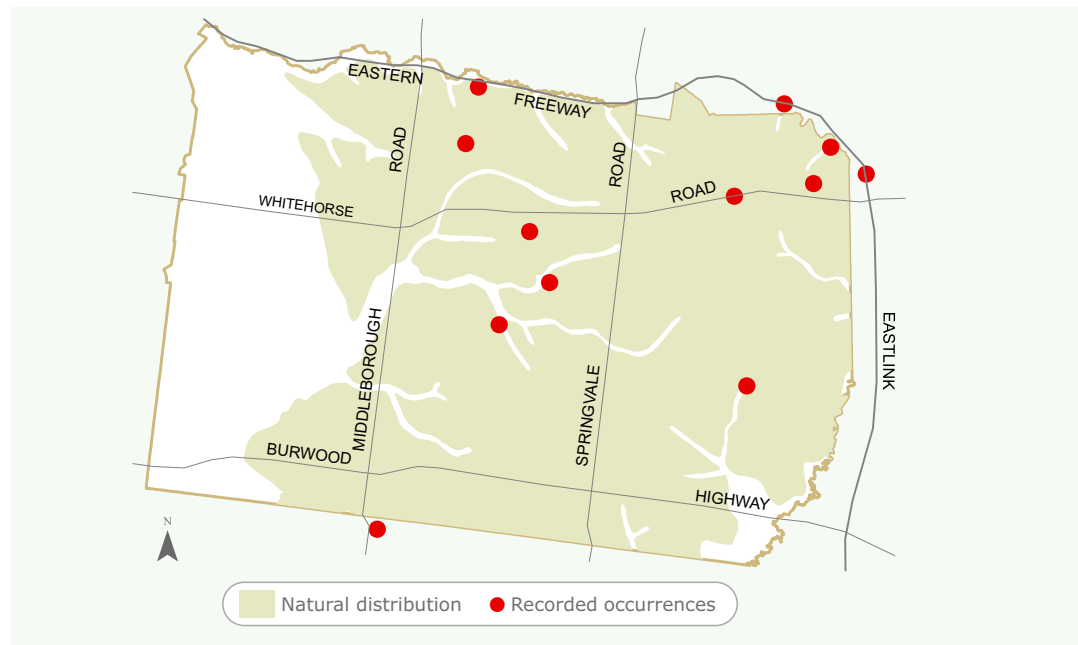 EASTERN
FREEWAY
ROAD
ROAD
ROAD
WHITEHORSE
MIDDLEBOROUGH
SPRINGVALE
EASTLINK
BURWOOD
HIGHWAY
N
Natural distribution
Recorded occurrences